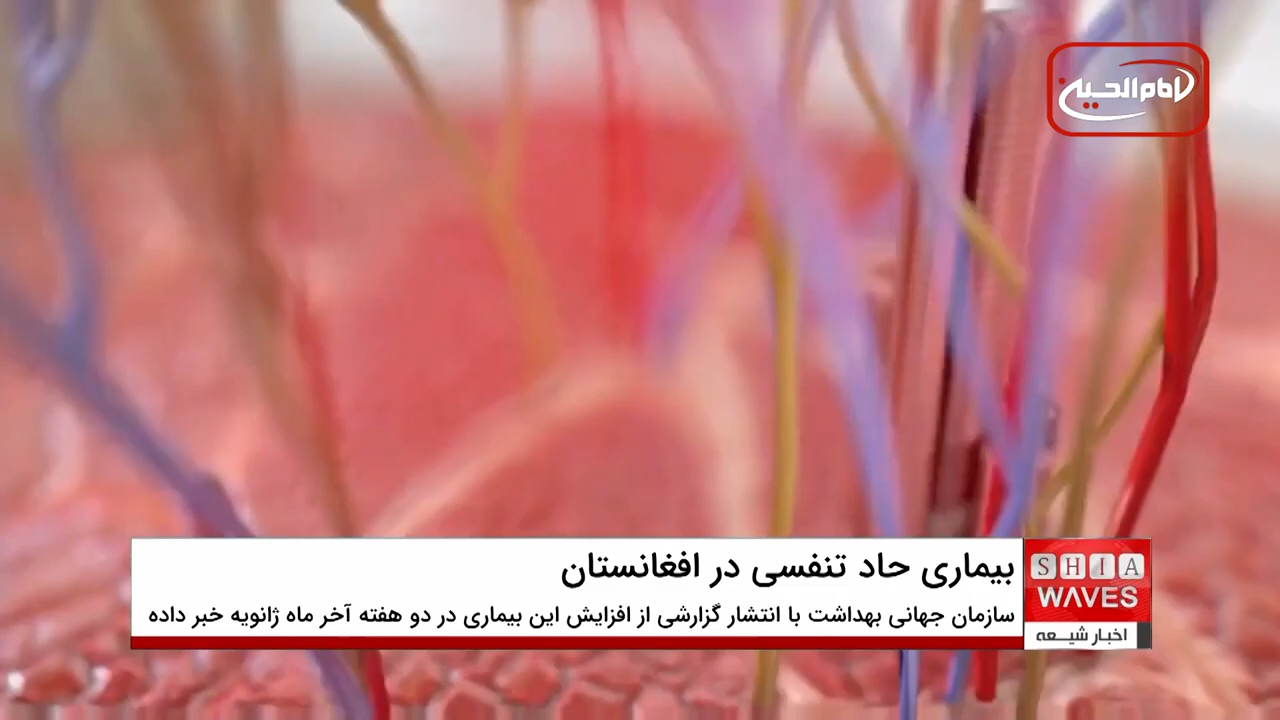 امام الحسین
بیماری حاد تنفسی در افغانستان
سازمان جهانی بهداشت با انتشار گزارشی از افزایش این بیماری در دو هفته آخر ماه ژانویه خبر داده
SHIA
WAVES
اخبار شیعه